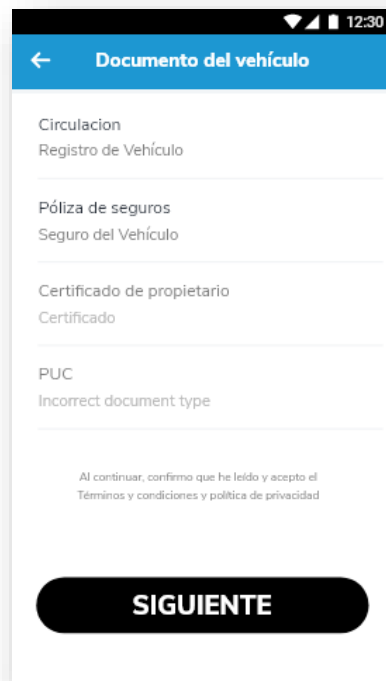 12:30
Documento del vehículo
Circulacion
Registro de Vehículo
Póliza de seguros
Seguro del Vehículo
Certificado de propietario
Certificado
PUC
Incorrect document type
Al continuar, confirmo que he leído y acepto el
Términos y condiciones y política de privacidad
SIGUIENTE